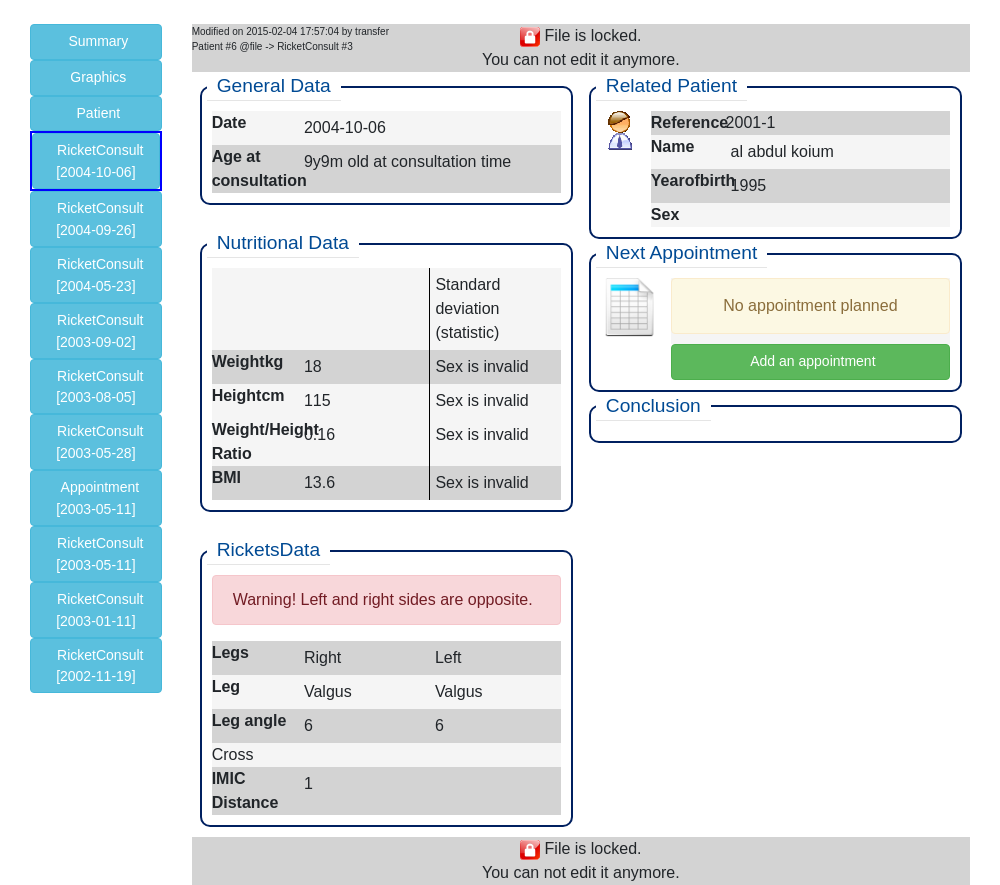 Summary
Graphics
Patient
RicketConsult
[2004-10-06]
RicketConsult
[2004-09-26]
RicketConsult
[2004-05-23]
RicketConsult
[2003-09-02]
RicketConsult
[2003-08-05]
RicketConsult
[2003-05-28]
Appointment
[2003-05-11]
RicketConsult
[2003-05-11]
RicketConsult
[2003-01-11]
RicketConsult
[2002-11-19]
Modified on 2015-02-04 17:57:04 by transfer
Patient #6 @file -> RicketConsult #3
File is locked.
You can not edit it anymore.
General Data
Date 2004-10-06
Age at consultation 9y9m old at consultation time
Nutritional Data
Standard
deviation
(statistic)
Weightkg 18 Sex is invalid
Heightcm 115 Sex is invalid
Weight/Height Ratio 0.16 Sex is invalid
BMI 13.6 Sex is invalid
RicketsData
Warning! Left and right sides are opposite.
Legs Right Left
Leg Valgus Valgus
Leg angle 6 6
Cross
IMIC Distance 1
Related Patient
Reference 2001-1
Name al abdul koium
Yearofbirth 1995
Sex
Next Appointment
No appointment planned
Add an appointment
Conclusion
File is locked.
You can not edit it anymore.